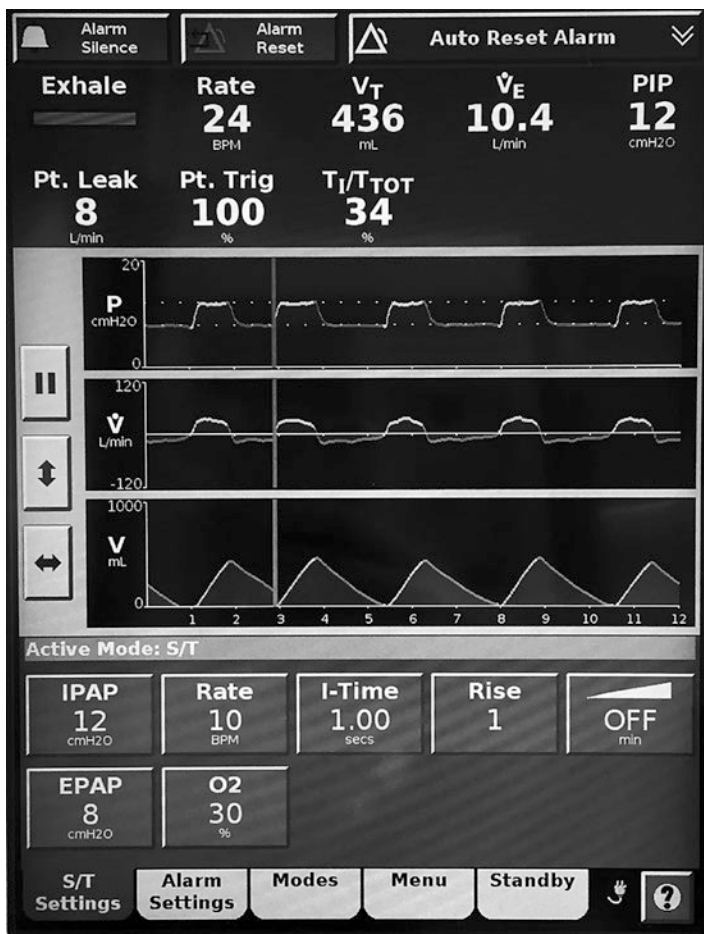 Alarm
Silence
Alarm
Reset
Auto Reset Alarm
Exhale
Rate
24
BPM
VT
436
mL
V̇E
10.4
L/min
PIP
12
cmH2O
Pt. Leak
8
L/min
Pt. Trig
100
%
TI/TTOT
34
%
20
P
cmH2O
0
120
V̇
L/min
-120
1000
V
mL
0
1 2 3 4 5 6 7 8 9 10 11 12
Active Mode: S/T
IPAP
12
cmH2O
Rate
10
BPM
I-Time
1.00
secs
Rise
1
OFF
min
EPAP
8
cmH2O
O2
30
%
S/T
Settings
Alarm
Settings
Modes
Menu
Standby
?